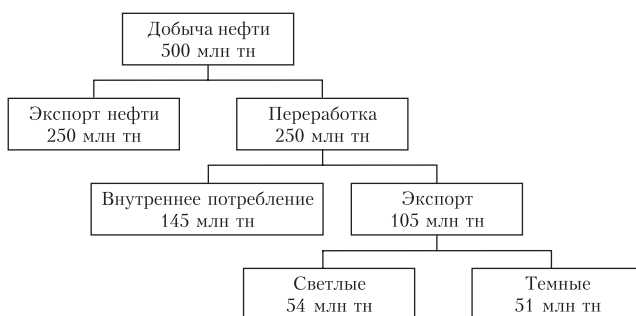 Добыча нефти
500 млн тн
Экспорт нефти
250 млн тн
Переработка
250 млн тн
Внутреннее потребление
145 млн тн
Экспорт
105 млн тн
Светлые
54 млн тн
Темные
51 млн тн